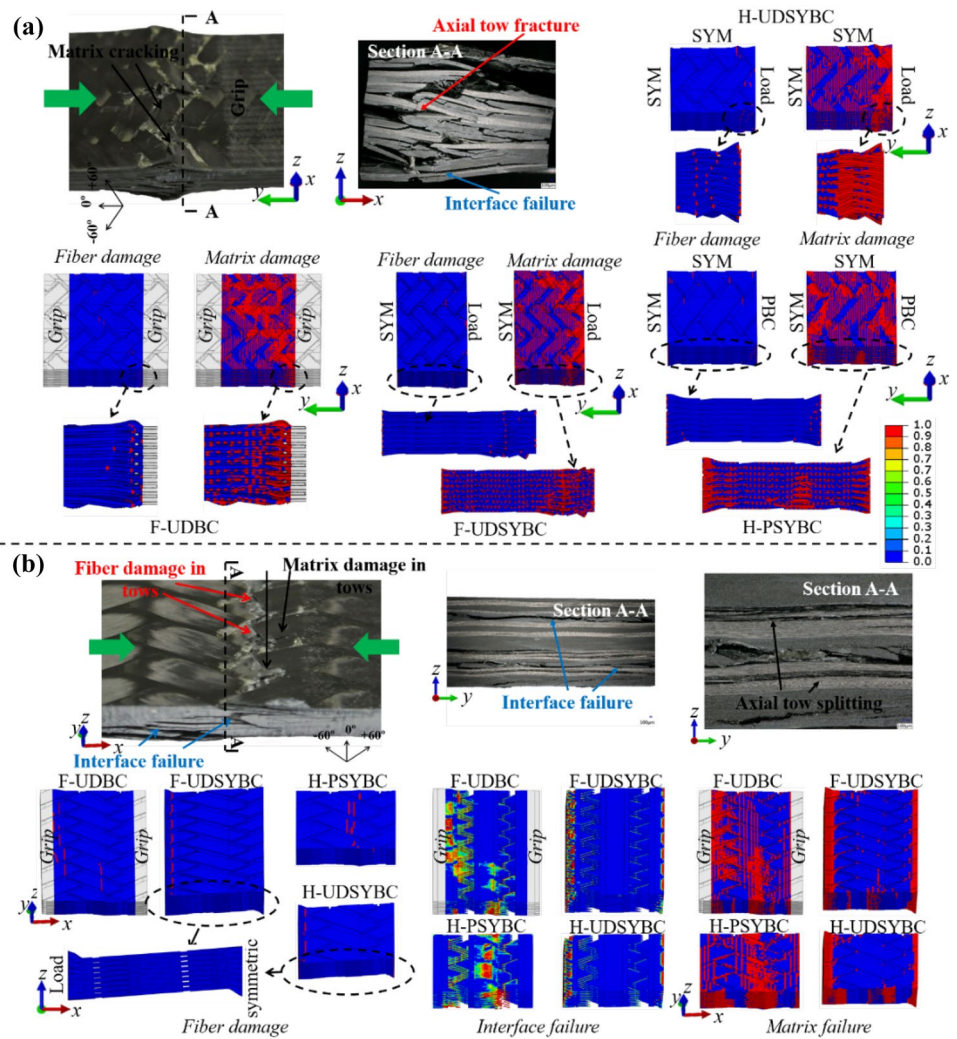 (a)
A
Matrix cracking
Grip
A
0° +60°
-60°
z
y
x
Axial tow fracture
Section A-A
Interface failure
z
x
H-UDSYBC
SYM
SYM
SYM
Load
SYM
Load
z
y
x
Fiber damage
Matrix damage
SYM
SYM
SYM
SYM
PBC
z
y
x
H-PSYBC
Fiber damage
Matrix damage
Grip
Grip
Grip
Grip
z
y
x
F-UDBC
Fiber damage
Matrix damage
SYM
Load
SYM
Load
z
y
x
F-UDSYBC
1.0
0.9
0.8
0.7
0.6
0.5
0.4
0.3
0.2
0.1
0.0
(b)
Fiber damage in
tows
A
Matrix damage in
tows
Interface failure
A
0°
-60°
+60°
y z
x
Section A-A
Interface failure
z
y
Section A-A
Axial tow splitting
z
y
F-UDBC
F-UDSYBC
H-PSYBC
Grip
Grip
y z
x
H-UDSYBC
Load
symmetric
z
x
Fiber damage
F-UDBC
F-UDSYBC
Grip
Grip
H-PSYBC
H-UDSYBC
Interface failure
F-UDBC
F-UDSYBC
Grip
Grip
H-PSYBC
H-UDSYBC
y z
x
Matrix failure